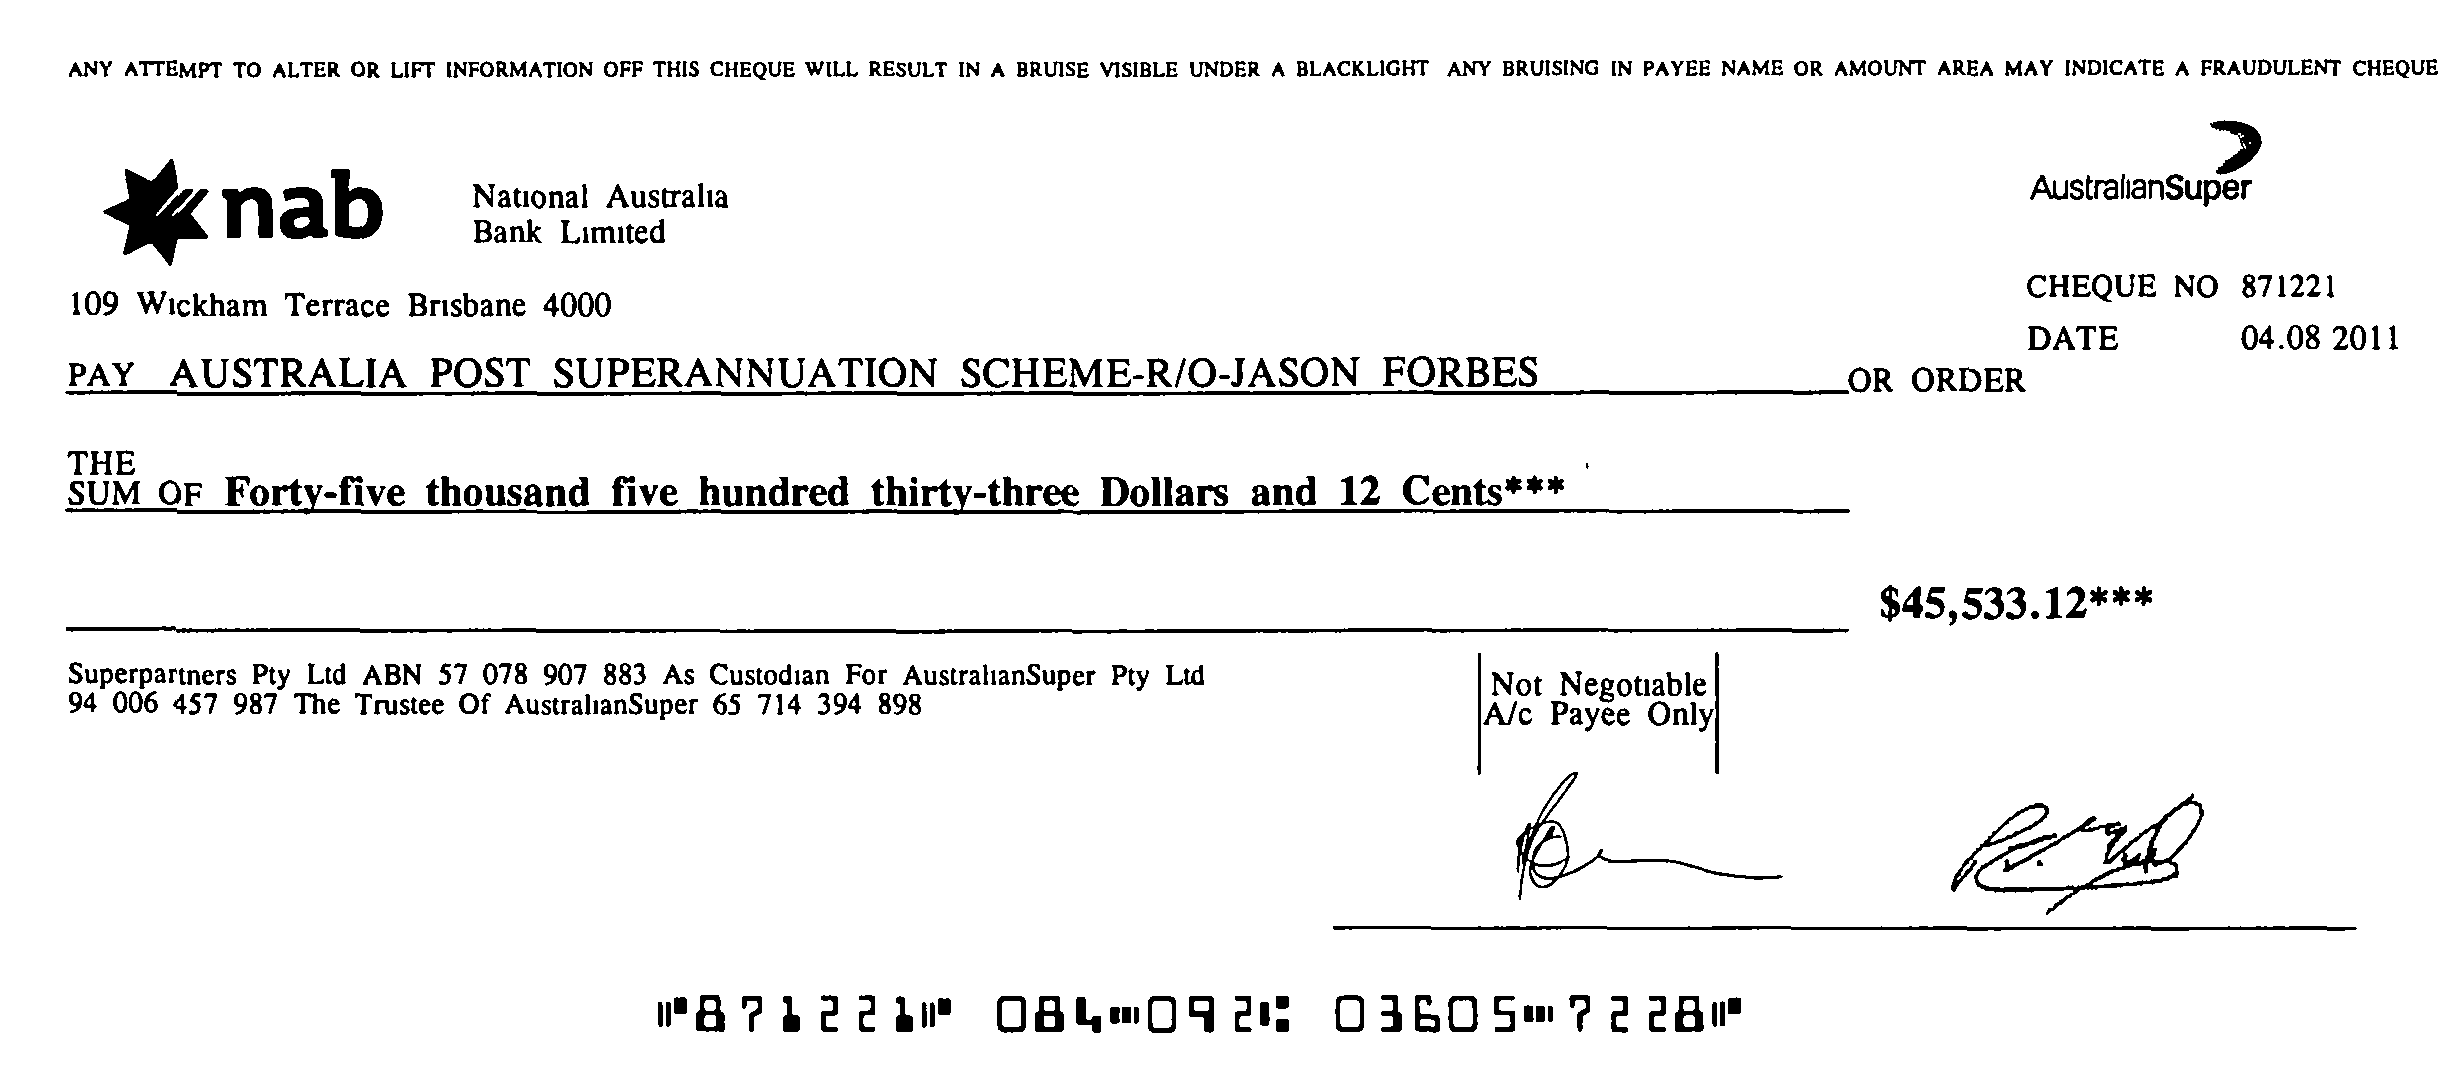 ANY ATTEMPT TO ALTER OR LIFT INFORMATION OFF THIS CHEQUE WILL RESULT IN A BRUISE VISIBLE UNDER A BLACKLIGHT ANY BRUISING IN PAYEE NAME OR AMOUNT AREA MAY INDICATE A FRAUDULENT CHEQUE
nab
National Australia
Bank Limited
AustralianSuper
109 Wickham Terrace Brisbane 4000
CHEQUE NO 871221
DATE 04.08 2011
PAY AUSTRALIA POST SUPERANNUATION SCHEME-R/O-JASON FORBES OR ORDER
THE
SUM OF Forty-five thousand five hundred thirty-three Dollars and 12 Cents***
$45,533.12***
Superpartners Pty Ltd ABN 57 078 907 883 As Custodian For AustralianSuper Pty Ltd
94 006 457 987 The Trustee Of AustralianSuper 65 714 394 898
Not Negotiable
A/c Payee Only
⑈871221⑈ 084⑉092⑆ 03605⑉7228⑈